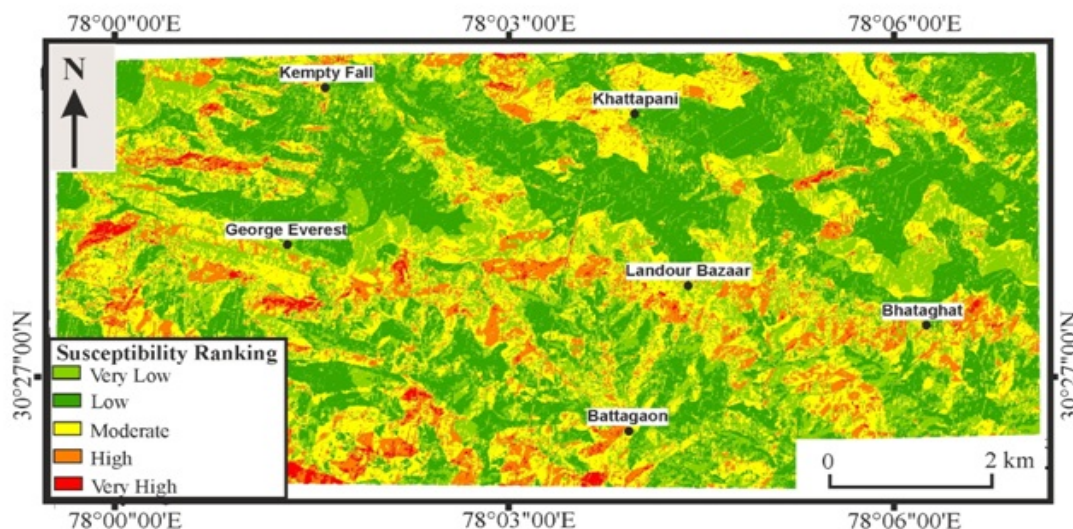 78°00"00'E 78°03"00'E 78°06"00'E
N
Kempty Fall
Khattapani
George Everest
Landour Bazaar
Bhataghat
30°27"00'N 30°27"00'N
Susceptibility Ranking
Very Low
Low
Moderate
High
Very High
Battagaon
0 2 km
78°00"00'E 78°03"00'E 78°06"00'E